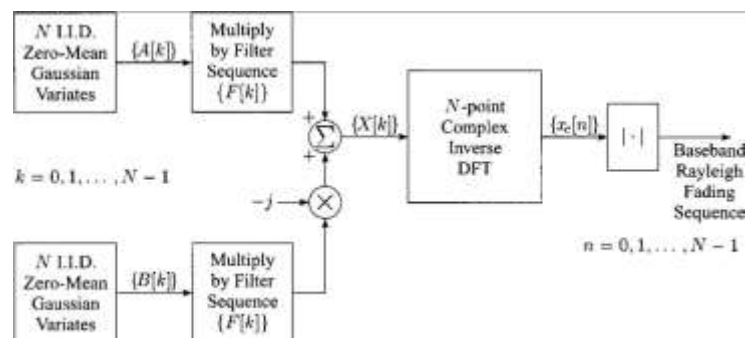 N I.I.D.
Zero-Mean
Gaussian
Variates
{A[k]}
Multiply
by Filter
Sequence
{F[k]}
+
+
Σ
{X[k]}
N-point
Complex
Inverse
DFT
{x_c[n]}
| · |
Baseband
Rayleigh
Fading
Sequence
k = 0, 1, . . . , N − 1
−j
×
n = 0, 1, . . . , N − 1
N I.I.D.
Zero-Mean
Gaussian
Variates
{B[k]}
Multiply
by Filter
Sequence
{F[k]}